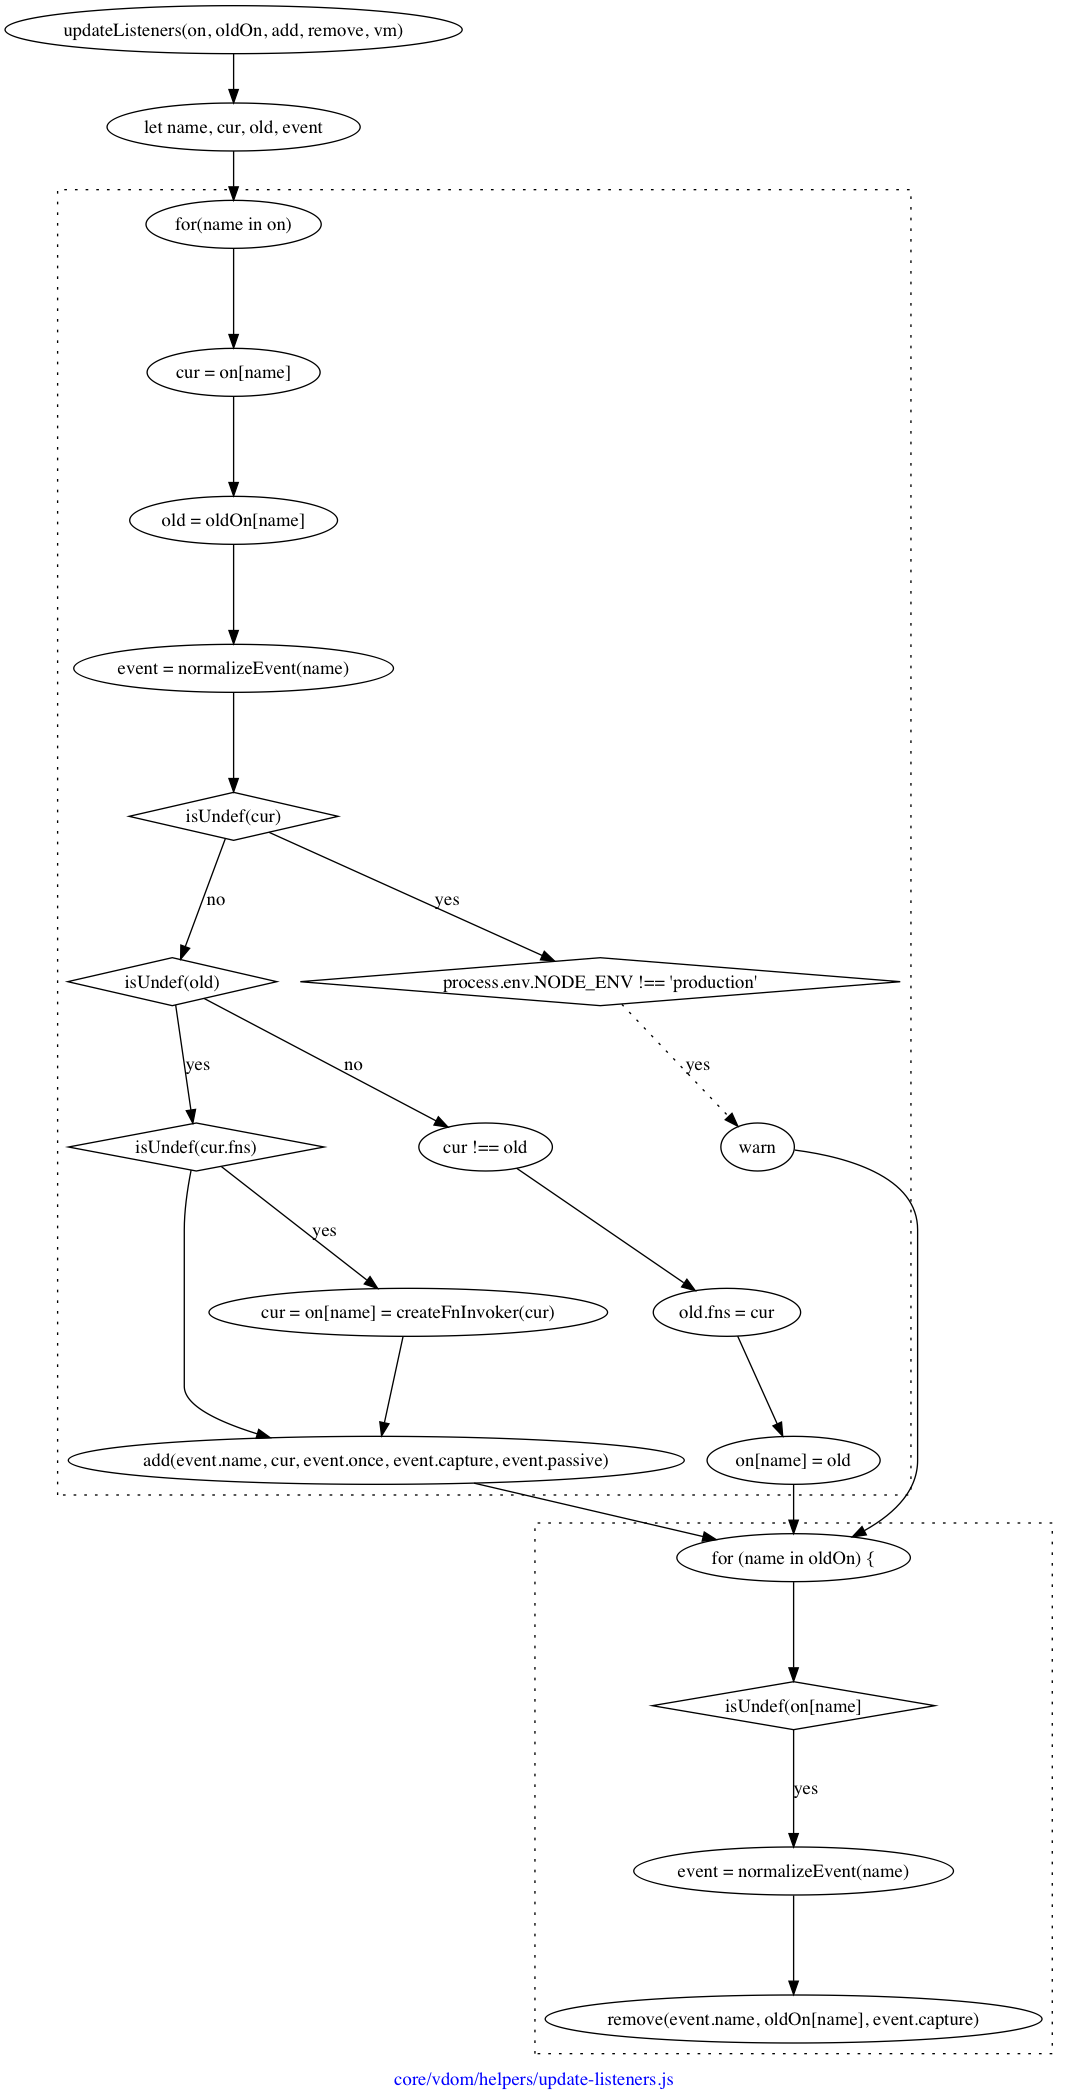 updateListeners(on, oldOn, add, remove, vm)
let name, cur, old, event
for(name in on)
cur = on[name]
old = oldOn[name]
event = normalizeEvent(name)
isUndef(cur)
no
yes
isUndef(old)
process.env.NODE_ENV !== 'production'
yes
no
yes
isUndef(cur.fns)
cur !== old
warn
yes
cur = on[name] = createFnInvoker(cur)
old.fns = cur
add(event.name, cur, event.once, event.capture, event.passive)
on[name] = old
for (name in oldOn) {
isUndef(on[name]
yes
event = normalizeEvent(name)
remove(event.name, oldOn[name], event.capture)
core/vdom/helpers/update-listeners.js